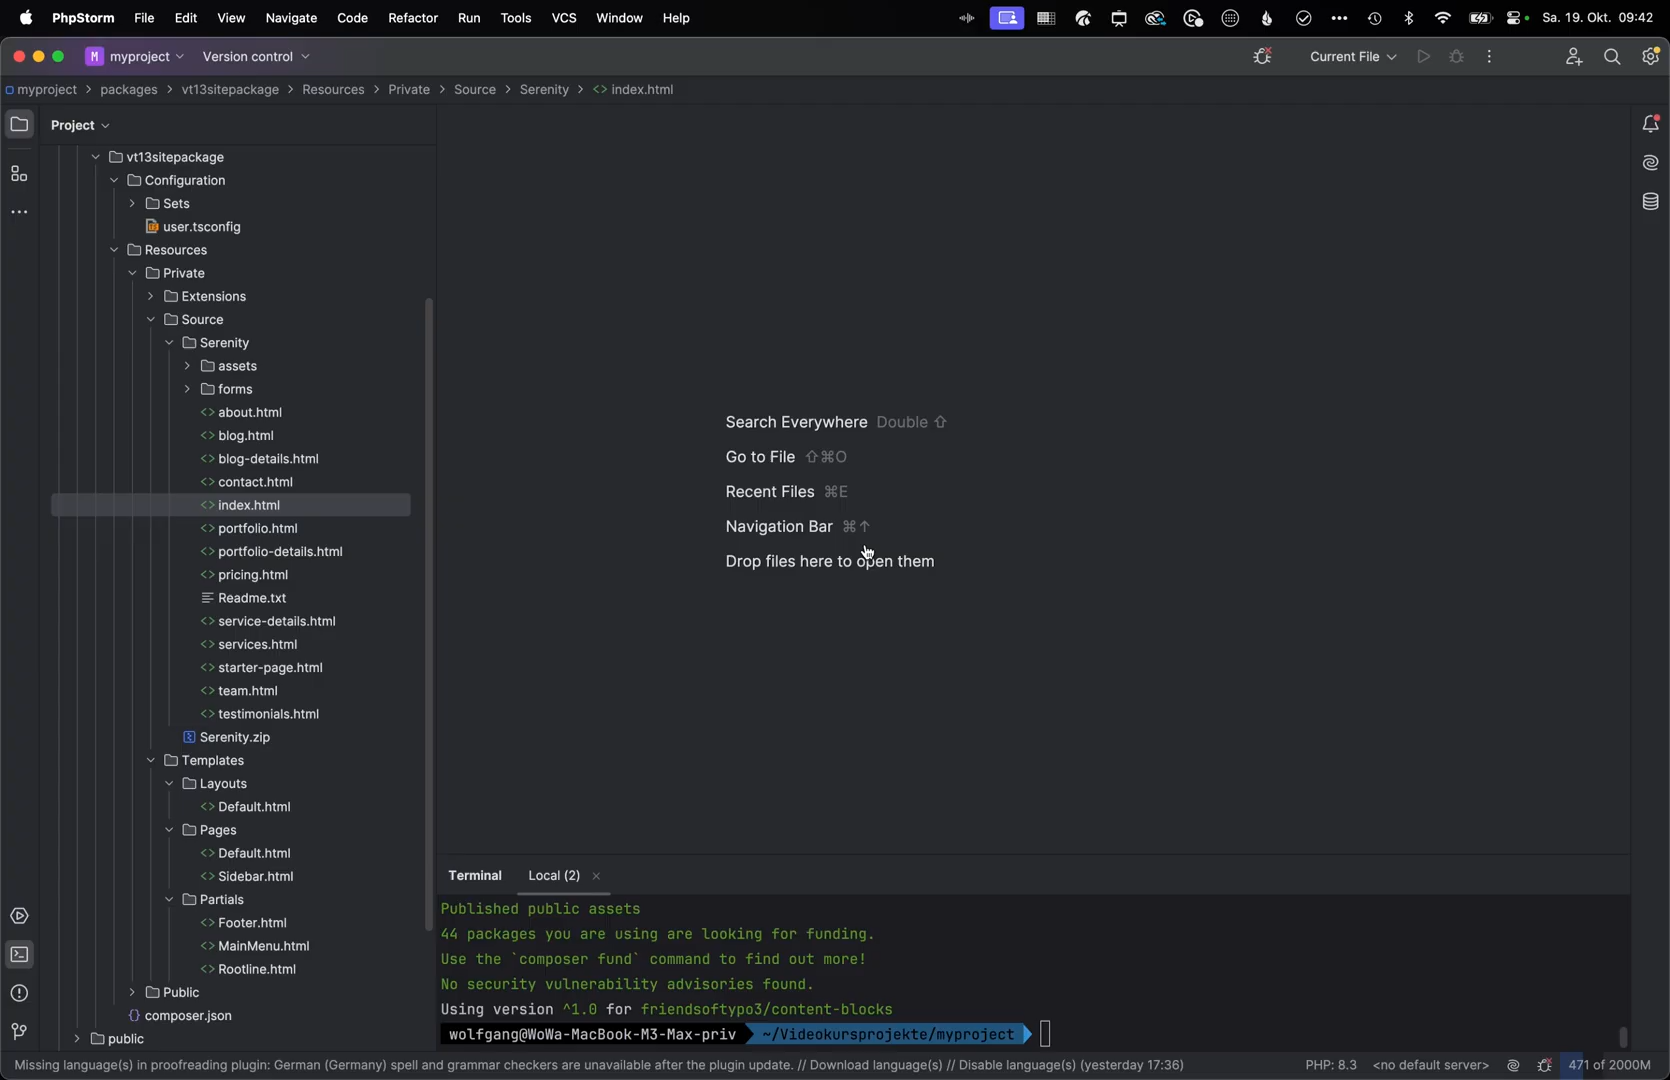 PhpStorm File Edit View Navigate Code Refactor Run Tools VCS Window Help Sa. 19. Okt. 09:42
M myproject Version control Current File
myproject > packages > vt13sitepackage > Resources > Private > Source > Serenity > <> index.html
Project
vt13sitepackage
Configuration
Sets
user.tsconfig
Resources
Private
Extensions
Source
Serenity
assets
forms
<> about.html
<> blog.html
<> blog-details.html
<> contact.html
<> index.html
<> portfolio.html
<> portfolio-details.html
<> pricing.html
Readme.txt
<> service-details.html
<> services.html
<> starter-page.html
<> team.html
<> testimonials.html
Serenity.zip
Templates
Layouts
<> Default.html
Pages
<> Default.html
<> Sidebar.html
Partials
<> Footer.html
<> MainMenu.html
<> Rootline.html
Public
{} composer.json
public
Search Everywhere Double ⇧
Go to File ⇧⌘O
Recent Files ⌘E
Navigation Bar ⌘↑
Drop files here to open them
Terminal Local (2) ×
Published public assets
44 packages you are using are looking for funding.
Use the `composer fund` command to find out more!
No security vulnerability advisories found.
Using version ^1.0 for friendsoftypo3/content-blocks
wolfgang@WoWa-MacBook-M3-Max-priv ~/Videokursprojekte/myproject
Missing language(s) in proofreading plugin: German (Germany) spell and grammar checkers are unavailable after the plugin update. // Download language(s) // Disable language(s) (yesterday 17:36) PHP: 8.3 <no default server> 471 of 2000M